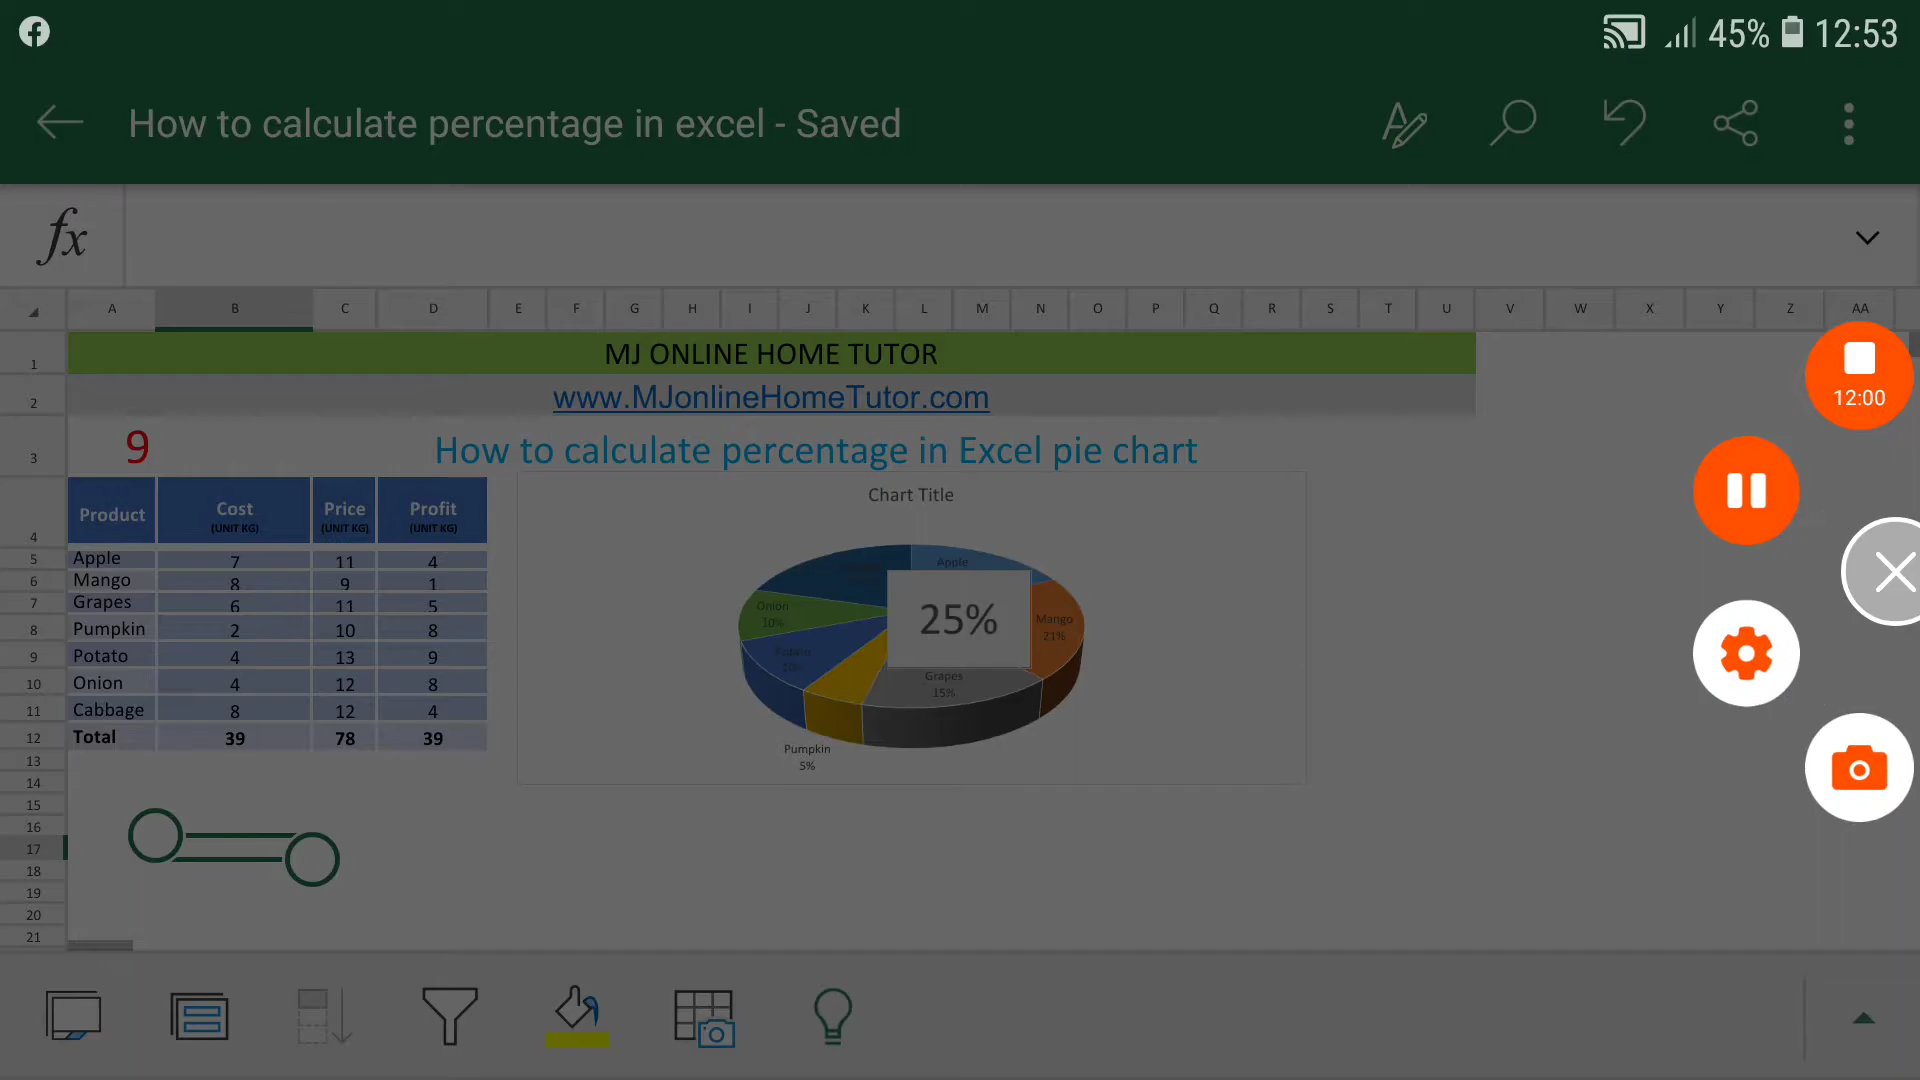 45% 12:53
How to calculate percentage in excel - Saved
fx
A B C D E F G H I J K L M N O P Q R S T U V W X Y Z AA
1 MJ ONLINE HOME TUTOR
2 www.MJonlineHomeTutor.com
3 9 How to calculate percentage in Excel pie chart
4 Product Cost Price Profit
(UNIT KG) (UNIT KG) (UNIT KG)
5 Apple 7 11 4
6 Mango 8 9 1
7 Grapes 6 11 5
8 Pumpkin 2 10 8
9 Potato 4 13 9
10 Onion 4 12 8
11 Cabbage 8 12 4
12 Total 39 78 39
13
14
15
16
17
18
19
20
21
Chart Title
Apple
25%
Onion
10%
Mango
21%
Potato
Grapes
15%
Pumpkin
5%
12:00